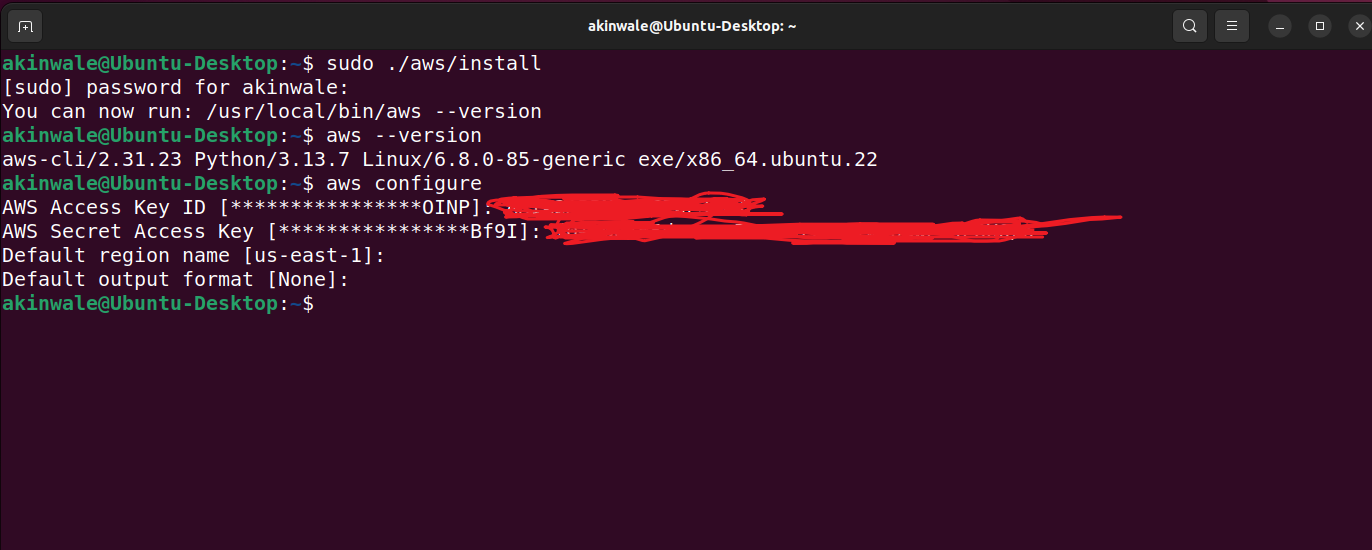 akinwale@Ubuntu-Desktop: ~
akinwale@Ubuntu-Desktop:~$ sudo ./aws/install
[sudo] password for akinwale:
You can now run: /usr/local/bin/aws --version
akinwale@Ubuntu-Desktop:~$ aws --version
aws-cli/2.31.23 Python/3.13.7 Linux/6.8.0-85-generic exe/x86_64.ubuntu.22
akinwale@Ubuntu-Desktop:~$ aws configure
AWS Access Key ID [****************OINP]:
AWS Secret Access Key [****************Bf9I]:
Default region name [us-east-1]:
Default output format [None]:
akinwale@Ubuntu-Desktop:~$